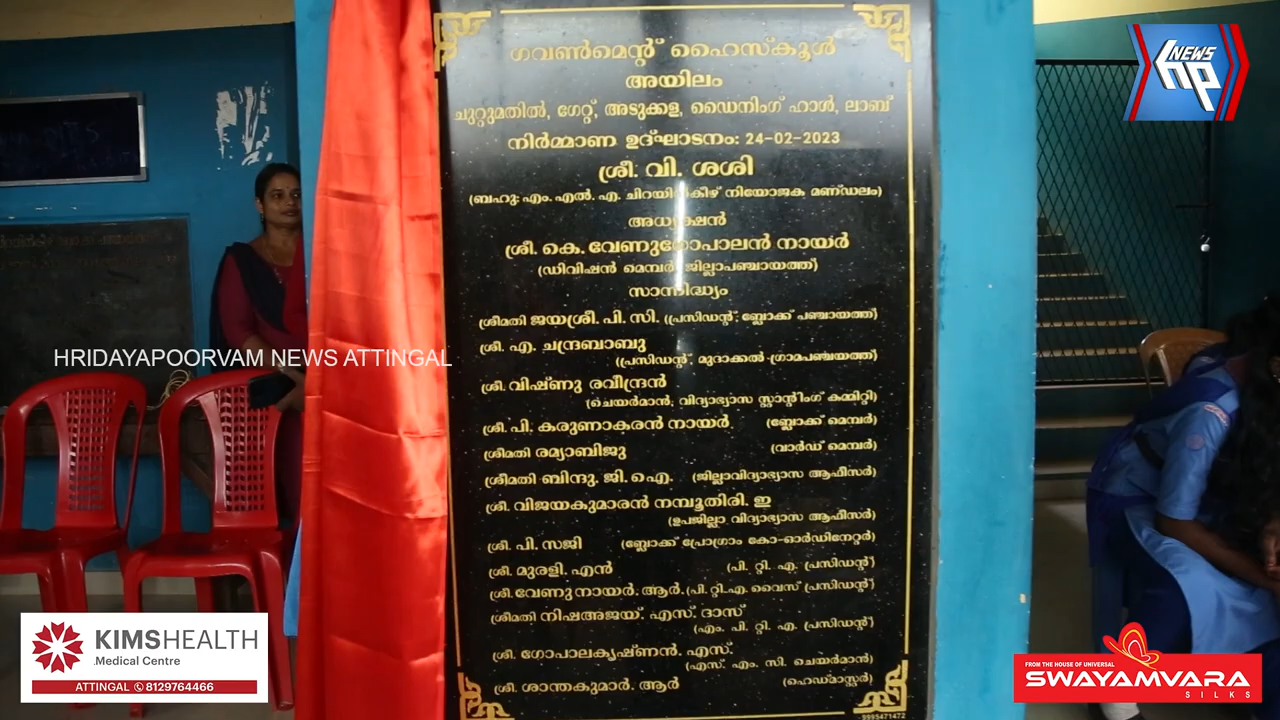 ഗവൺമെന്റ് ഹൈസ്കൂൾ
അയിലം
ചുറ്റുമതിൽ, ഗേറ്റ്, അടുക്കള, ഡൈനിംഗ് ഹാൾ, ലാബ്
നിർമ്മാണ ഉദ്ഘാടനം: 24-02-2023
ശ്രീ. വി. ശശി
(ബഹു: എം. എൽ. എ. ചിറയിൻകീഴ് നിയോജക മണ്ഡലം)
അധ്യക്ഷൻ
ശ്രീ. കെ. വേണുഗോപാലൻ നായർ
(ഡിവിഷൻ മെമ്പർ, ജില്ലാപഞ്ചായത്ത്)
സാന്നിദ്ധ്യം
ശ്രീമതി ജയശ്രീ. പി. സി. (പ്രസിഡന്റ്, ബ്ലോക്ക് പഞ്ചായത്ത്)
ശ്രീ. എ. ചന്ദ്രബാബു
((പ്രസിഡന്റ്, മുദാക്കൽ ഗ്രാമപഞ്ചയത്ത്)
ശ്രീ. വിഷ്ണു രവീന്ദ്രൻ
(ചെയർമാൻ, വിദ്യാഭ്യാസ സ്റ്റാന്റിംഗ് കമ്മിറ്റി)
ശ്രീ. പി. കരുണാകരൻ നായർ (ബ്ലോക്ക് മെമ്പർ)
ശ്രീമതി രമ്യാബിജു (വാർഡ് മെമ്പർ)
ശ്രീമതി ബിന്ദു. ജി. ഐ. (ജില്ലാവിദ്യാഭ്യാസ ആഫീസർ)
ശ്രീ. വിജയകുമാരൻ നമ്പൂതിരി. ഇ
(ഉപജില്ലാ വിദ്യാഭ്യാസ ആഫീസർ)
ശ്രീ. പി. സജി (ബ്ലോക്ക് പ്രോഗ്രാം കോ-ഓർഡിനേറ്റർ)
ശ്രീ. മുരളി. എൻ (പി. റ്റി. എ. പ്രസിഡന്റ്)
ശ്രീ. വേണു നായർ. ആർ. (പി. റ്റി.എ. വൈസ് പ്രസിഡന്റ്)
ശ്രീമതി നിഷഅജയ്. എസ്. ദാസ്
(എം. പി. റ്റി. എ. പ്രസിഡന്റ്)
ശ്രീ. ഗോപാലകൃഷ്ണൻ. എസ്.
(എസ്. എം. സി. ചെയർമാൻ)
ശ്രീ. ശാന്തകുമാർ. ആർ (ഹെഡ്മാസ്റ്റർ)
9995471472
NEWS
hp
HRIDAYAPOORVAM NEWS ATTINGAL
KIMSHEALTH
Medical Centre
ATTINGAL 8129764466
FROM THE HOUSE OF UNIVERSAL
SWAYAMVARA
SILKS